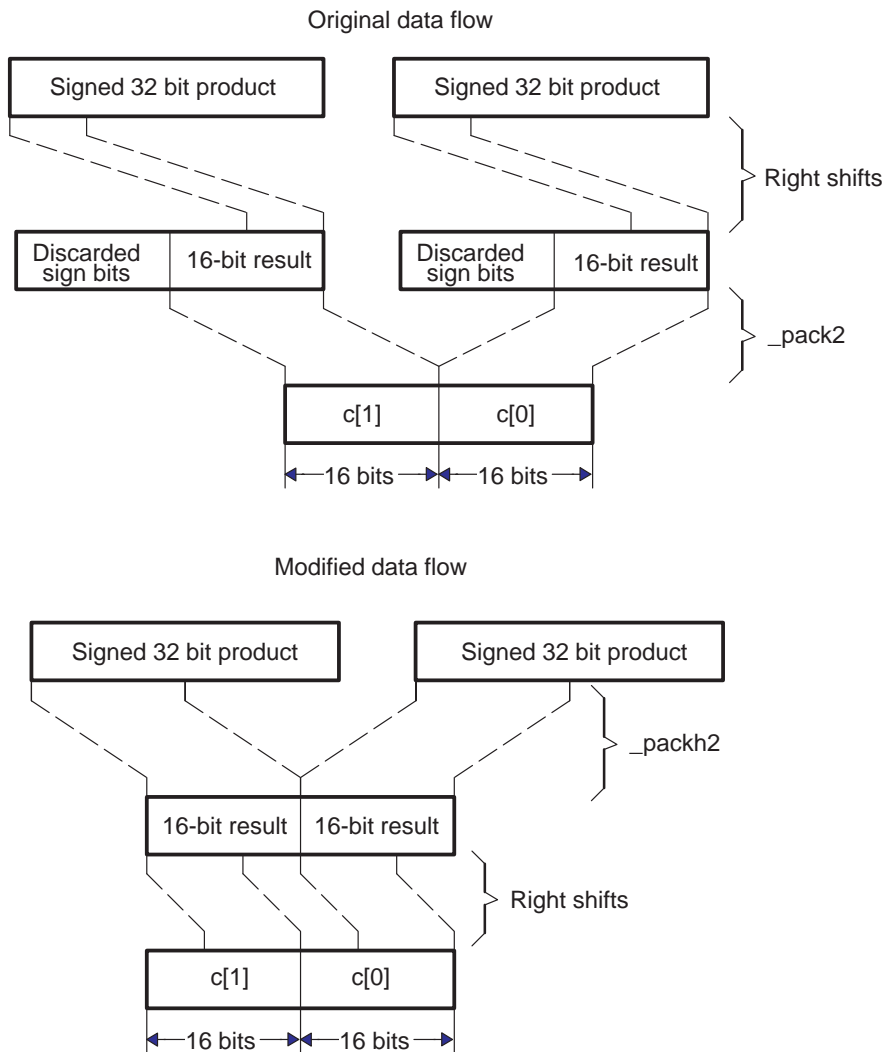 Original data flow
Signed 32 bit product
Signed 32 bit product
Right shifts
Discarded
sign bits
16-bit result
Discarded
sign bits
16-bit result
_pack2
c[1]
c[0]
16 bits
16 bits
Modified data flow
Signed 32 bit product
Signed 32 bit product
_packh2
16-bit result
16-bit result
Right shifts
c[1]
c[0]
16 bits
16 bits